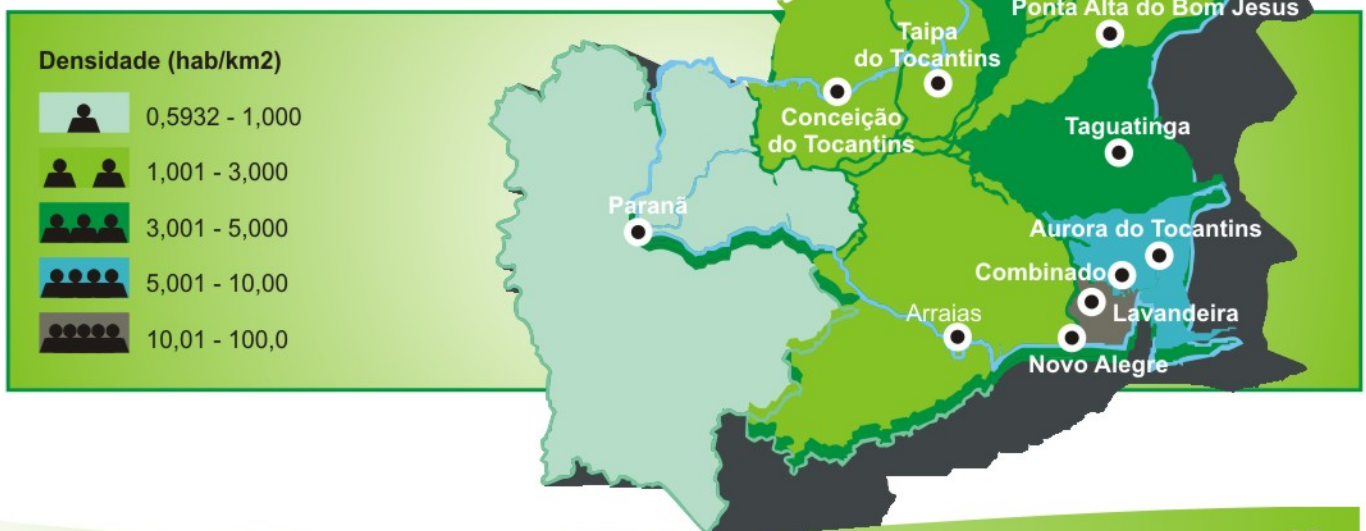 Densidade (hab/km2)
0,5932 - 1,000
1,001 - 3,000
3,001 - 5,000
5,001 - 10,00
10,01 - 100,0
Ponta Alta do Bom Jesus
Taipa
do Tocantins
Conceição
do Tocantins
Taguatinga
Paranã
Aurora do Tocantins
Combinado
Lavandeira
Arraias
Novo Alegre